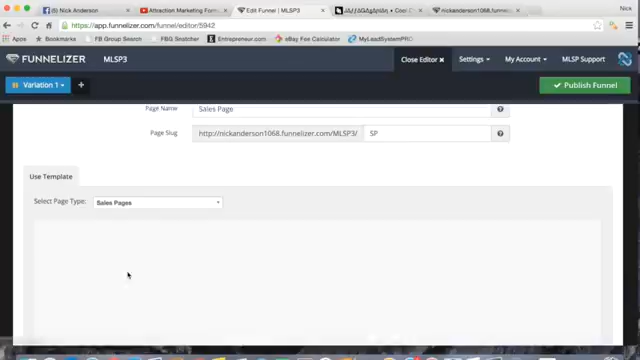 (5) Nick Anderson
Attraction Marketing Form
Edit Funnel | MLSP3
nickanderson1068.funnelize
Nick
https://app.funnelizer.com/funnel/editor/5942
Apps
Bookmarks
FB Group Search
FBG Snatcher
Entrepreneur.com
eBay Fee Calculator
MyLeadSystemPRO
FUNNELIZER
MLSP3
Close Editor ×
Settings
My Account
MLSP Support
Variation 1
+
Publish Funnel
Page Name
Sales Page
Page Slug
http://nickanderson1068.funnelizer.com/MLSP3/
SP
Use Template
Select Page Type:
Sales Pages